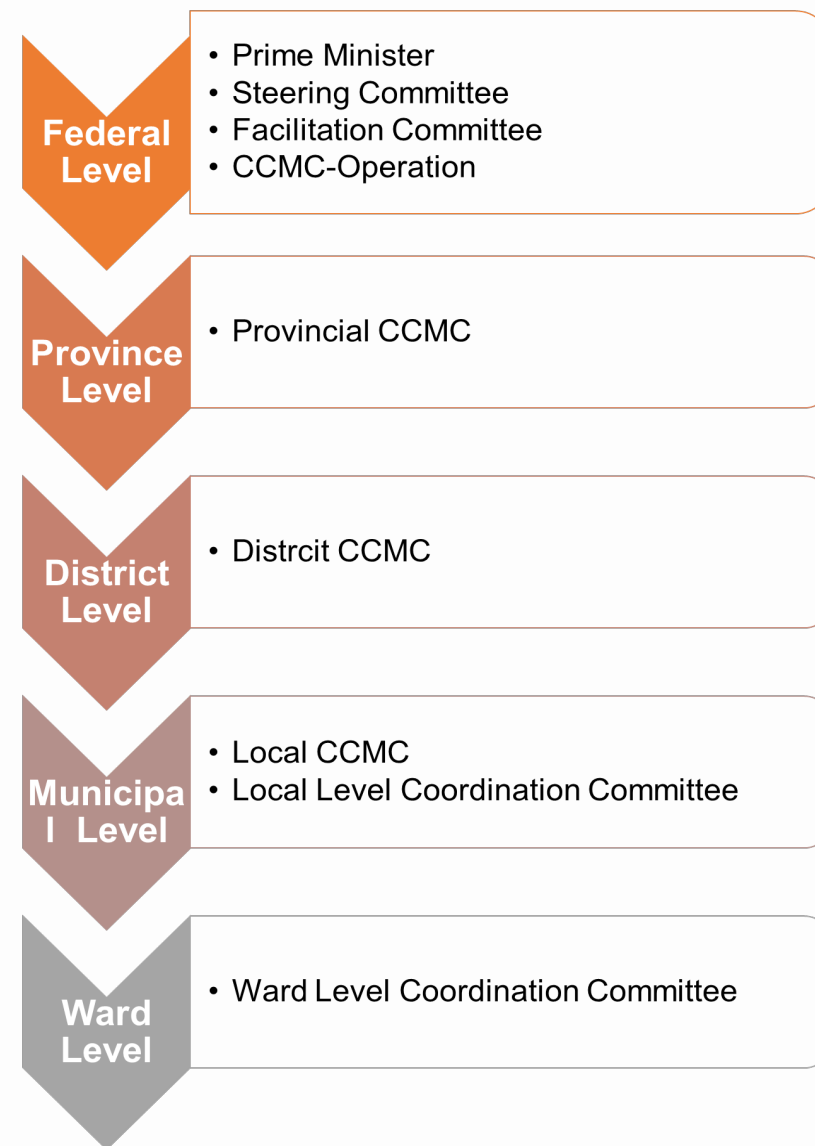 Federal
Level
• Prime Minister
• Steering Committee
• Facilitation Committee
• CCMC-Operation
Province
Level
• Provincial CCMC
District
Level
• Distrcit CCMC
Municipa
l Level
• Local CCMC
• Local Level Coordination Committee
Ward
Level
• Ward Level Coordination Committee